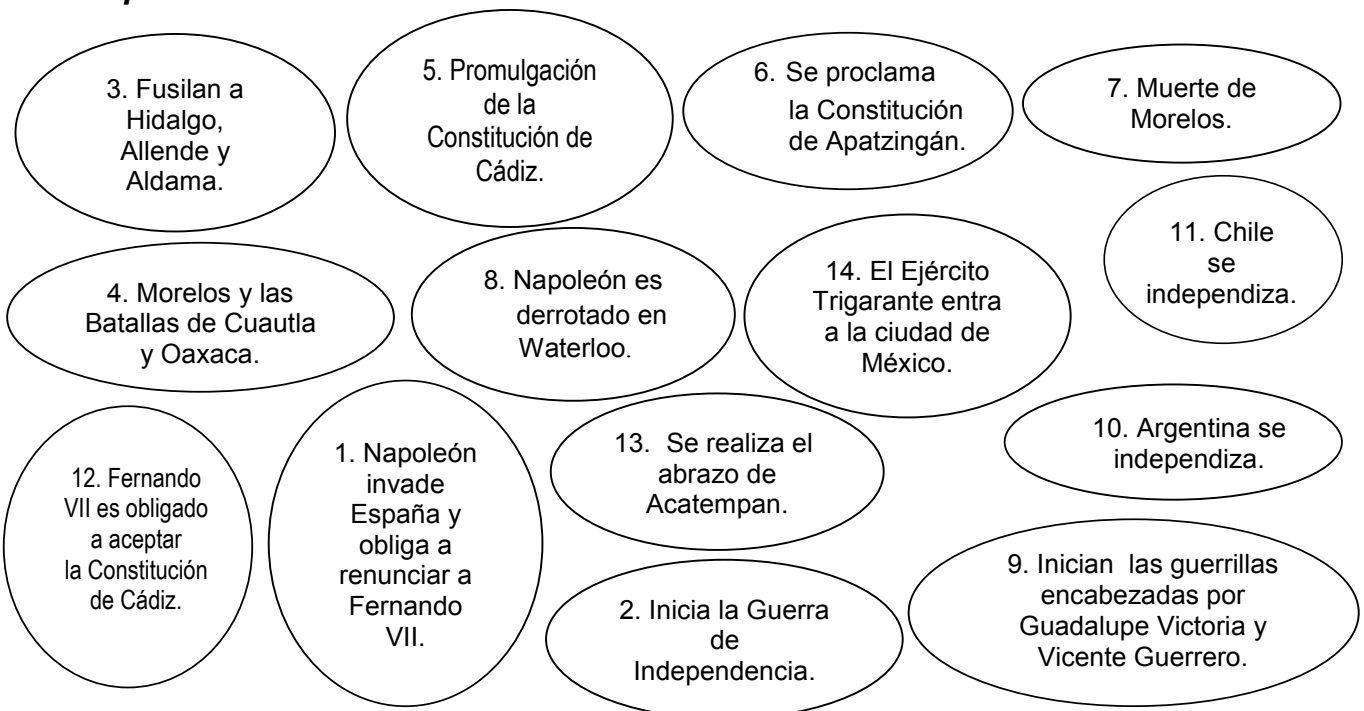 3. Fusilan a
Hidalgo,
Allende y
Aldama.
5. Promulgación
de la
Constitución de
Cádiz.
6. Se proclama
la Constitución
de Apatzingán.
7. Muerte de
Morelos.
4. Morelos y las
Batallas de Cuautla
y Oaxaca.
8. Napoleón es
derrotado en
Waterloo.
14. El Ejército
Trigarante entra
a la ciudad de
México.
11. Chile
se
independiza.
12. Fernando
VII es obligado
a aceptar
la Constitución
de Cádiz.
1. Napoleón
invade
España y
obliga a
renunciar a
Fernando
VII.
13. Se realiza el
abrazo de
Acatempan.
10. Argentina se
independiza.
2. Inicia la Guerra
de
Independencia.
9. Inician las guerrillas
encabezadas por
Guadalupe Victoria y
Vicente Guerrero.